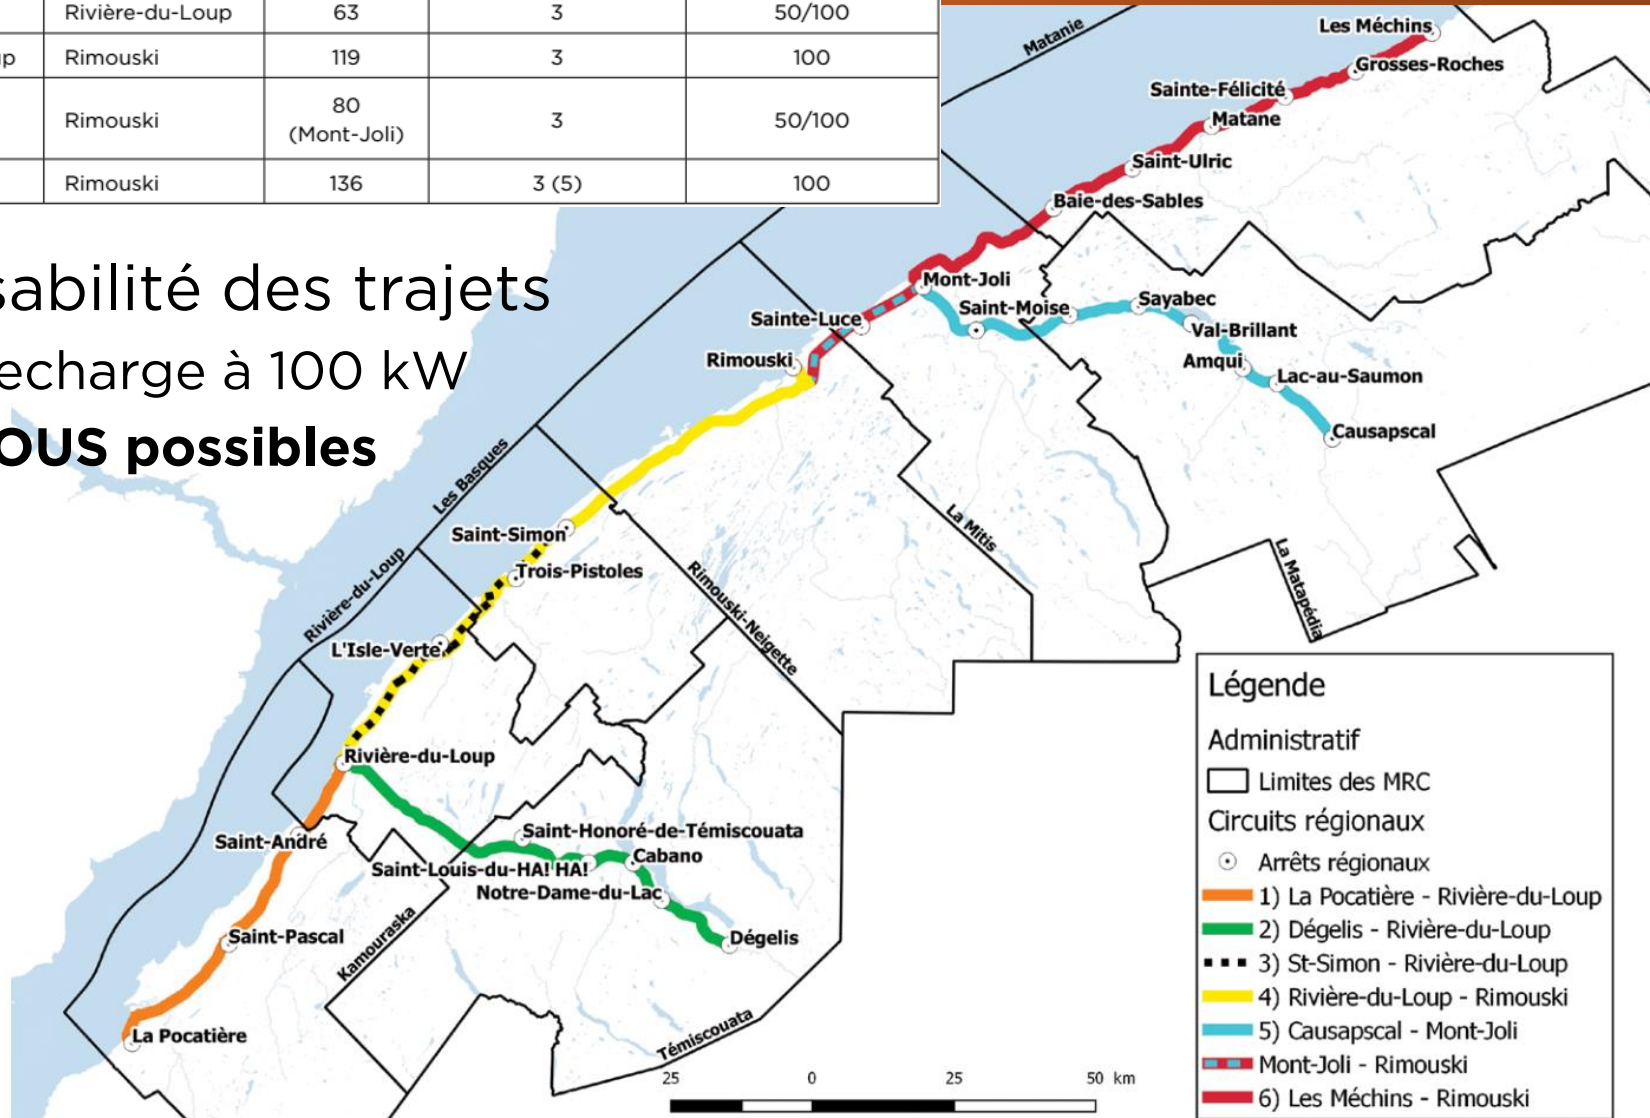 Rivière-du-Loup 63 3 50/100
up Rimouski 119 3 100
Rimouski 80 (Mont-Joli) 3 50/100
Rimouski 136 3 (5) 100
sabilité des trajets
echarge à 100 kW
OUS possibles
Matanie
Les Méchins
Grosses-Roches
Sainte-Félicité
Matane
Saint-Ulric
Baie-des-Sables
Mont-Joli
Saint-Moise
Sayabec
Sainte-Luce
Val-Brillant
Rimouski
Amqui
Lac-au-Saumon
Causapscal
Les Basques
La Mitis
Saint-Simon
La Matapédia
Rivière-du-Loup
Trois-Pistoles
Rimouski-Neigette
L'Isle-Verte
Rivière-du-Loup
Saint-André
Saint-Honoré-de-Témiscouata
Cabano
Saint-Louis-du-HA! HA!
Notre-Dame-du-Lac
Saint-Pascal
Kamouraska
Dégelis
La Pocatière
Témiscouata
25 0 25 50 km
Légende
Administratif
Limites des MRC
Circuits régionaux
Arrêts régionaux
1) La Pocatière - Rivière-du-Loup
2) Dégelis - Rivière-du-Loup
3) St-Simon - Rivière-du-Loup
4) Rivière-du-Loup - Rimouski
5) Causapscal - Mont-Joli
Mont-Joli - Rimouski
6) Les Méchins - Rimouski